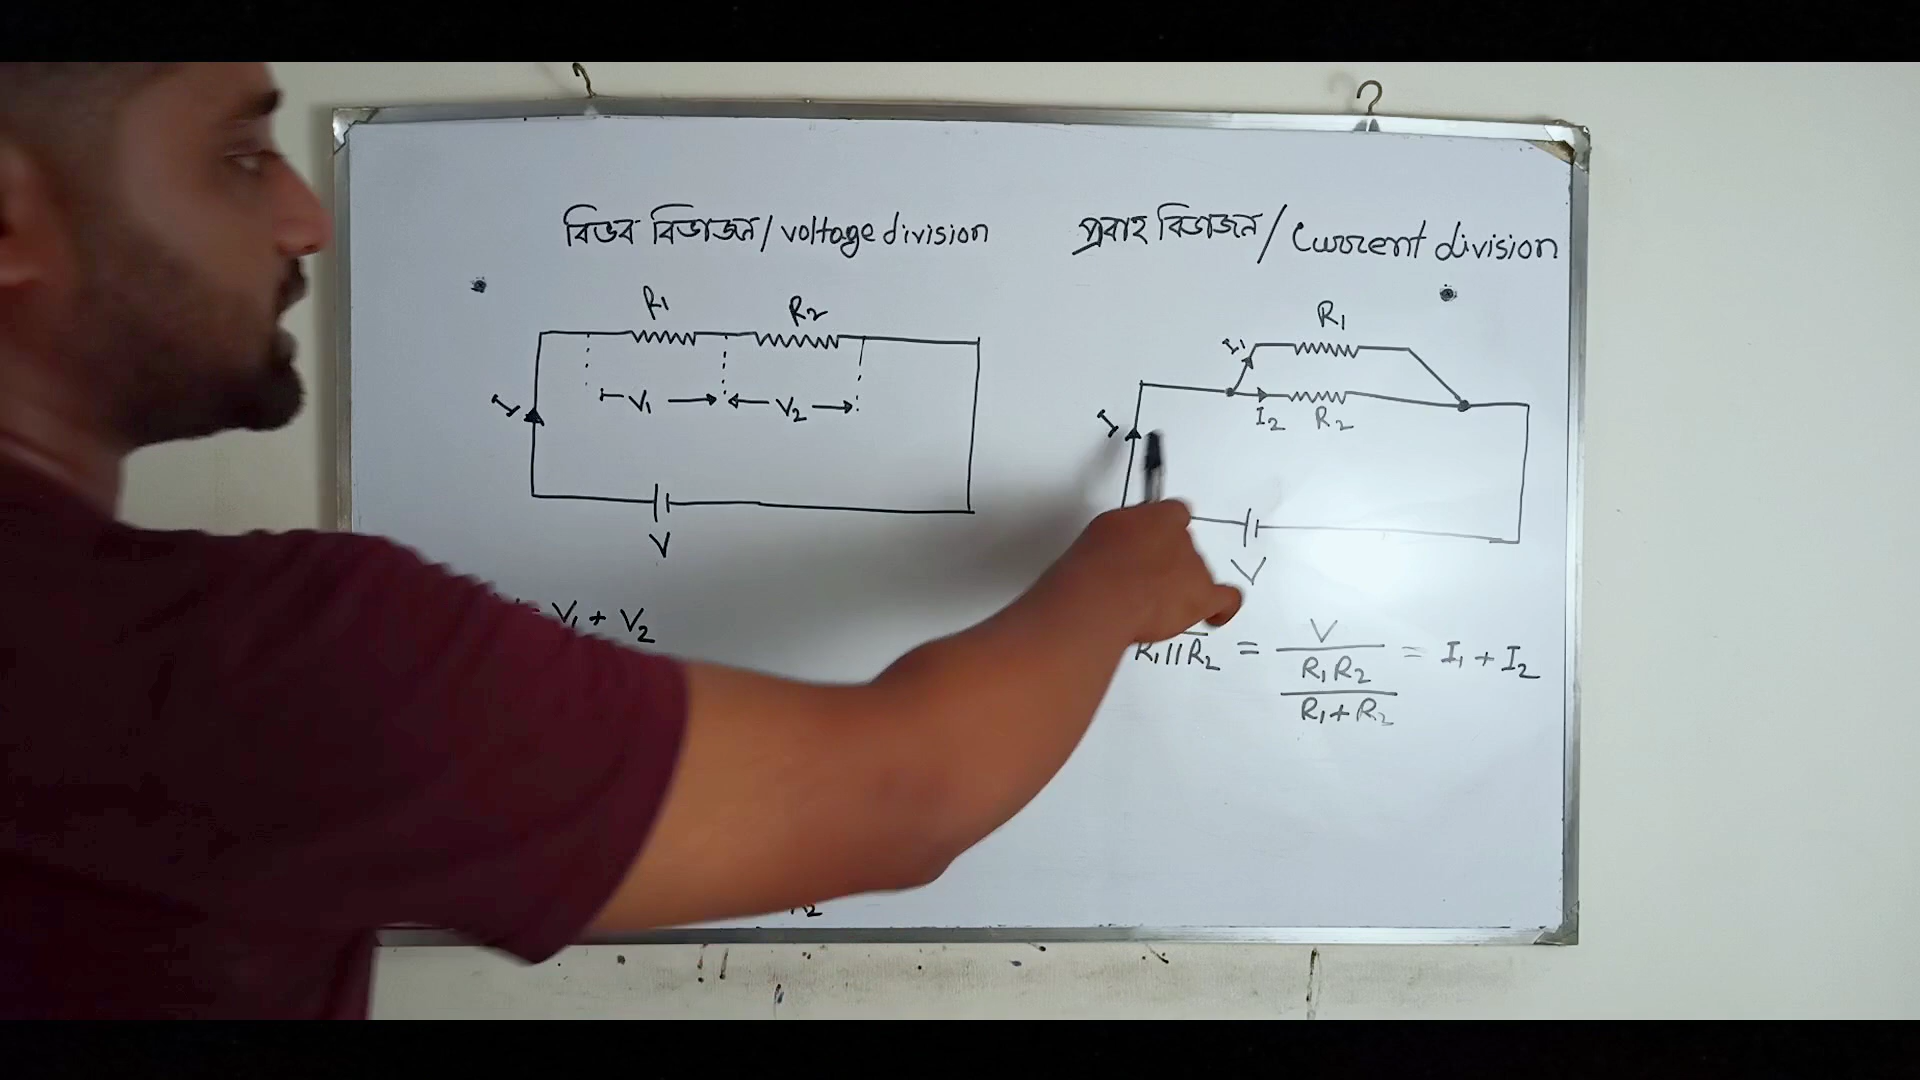 বিভব বিভাজন / voltage division
R₁ R₂
I
V₁ V₂
V
V₁ + V₂
R₂
প্রবাহ বিভাজন / Current division
R₁
I₁
I
I₂ R₂
V
R₁||R₂ = V / (R₁R₂ / (R₁+R₂)) = I₁ + I₂